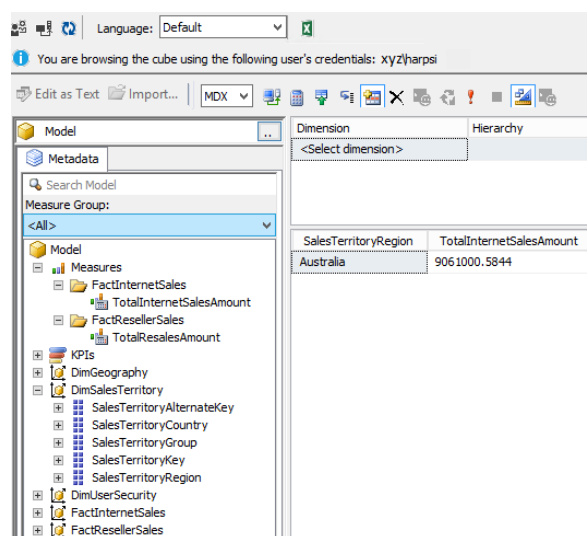 Language: Default
You are browsing the cube using the following user's credentials: xyz\harpsi
Edit as Text Import... MDX
Model ..
Metadata
Search Model
Measure Group:
<All>
Model
Measures
FactInternetSales
TotalInternetSalesAmount
FactResellerSales
TotalResalesAmount
KPIs
DimGeography
DimSalesTerritory
SalesTerritoryAlternateKey
SalesTerritoryCountry
SalesTerritoryGroup
SalesTerritoryKey
SalesTerritoryRegion
DimUserSecurity
FactInternetSales
FactResellerSales
Dimension Hierarchy
<Select dimension>
SalesTerritoryRegion TotalInternetSalesAmount
Australia 9061000.5844